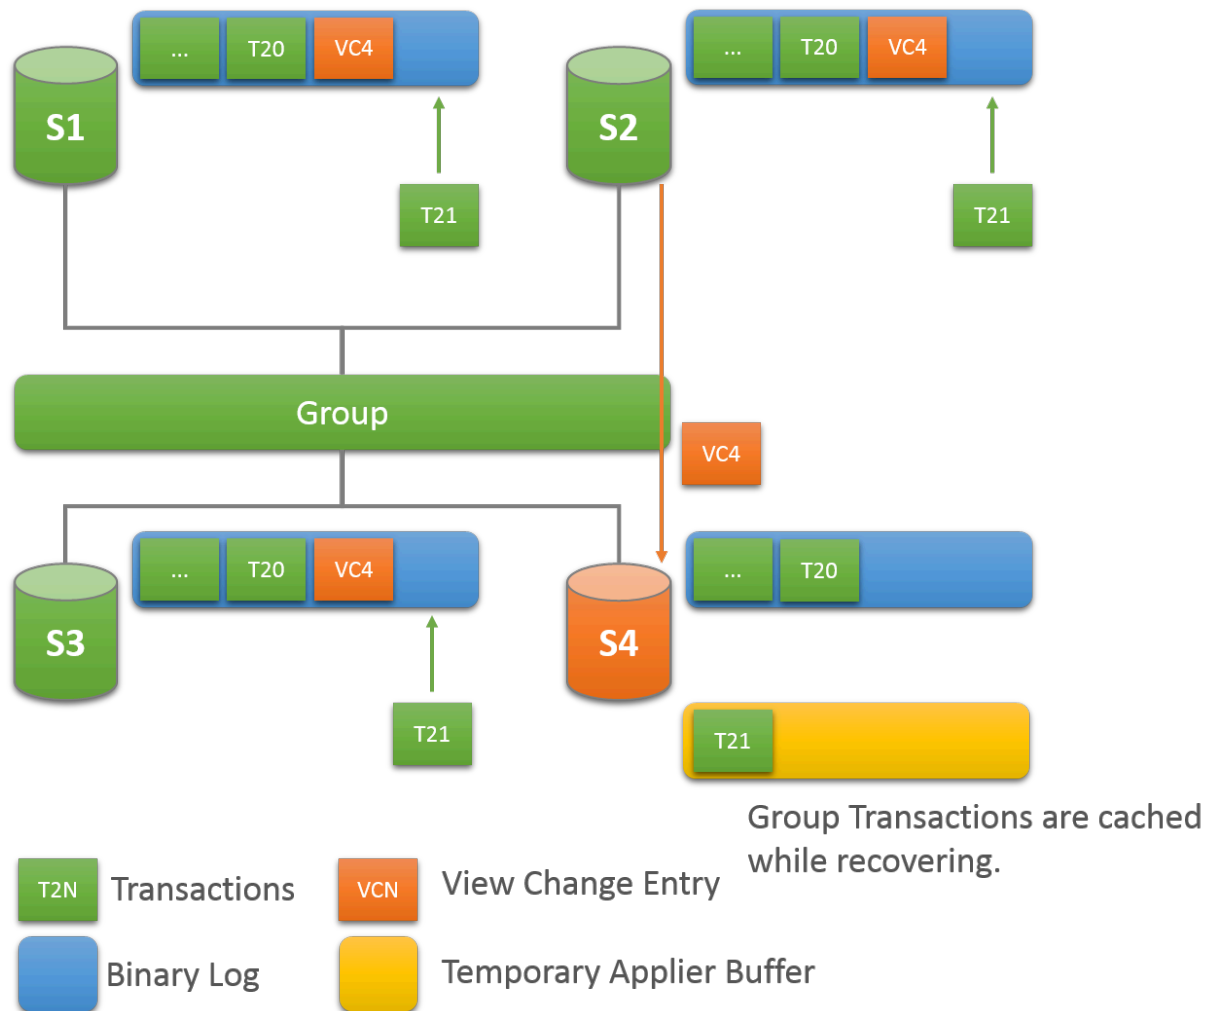 ... T20 VC4
S1
T21
... T20 VC4
S2
T21
Group
VC4
... T20 VC4
S3
T21
... T20
S4
T21
Group Transactions are cached
while recovering.
T2N Transactions
VCN View Change Entry
Binary Log
Temporary Applier Buffer